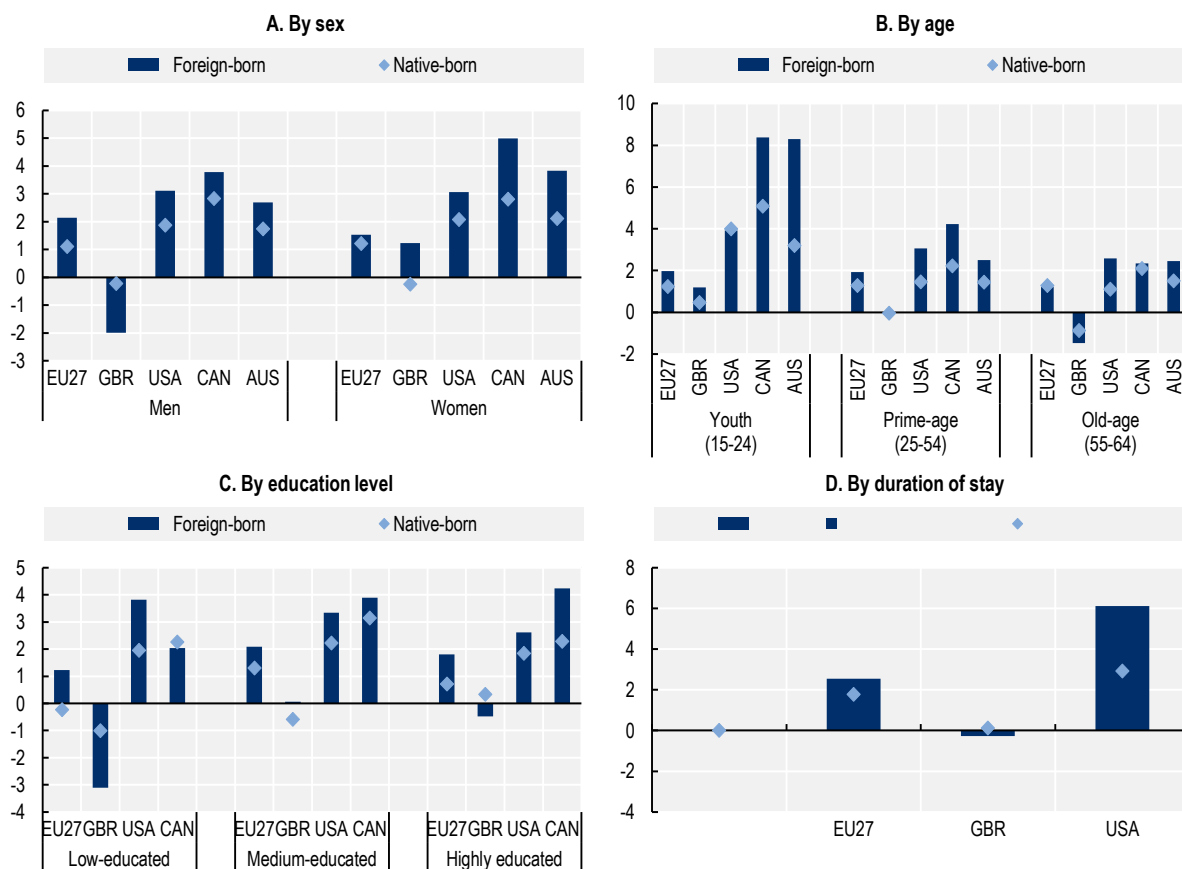 A. By sex
Foreign-born Native-born
6
5
4
3
2
1
0
-1
-2
-3
EU27 GBR USA CAN AUS EU27 GBR USA CAN AUS
Men Women
B. By age
Foreign-born Native-born
10
8
6
4
2
0
-2
EU27 GBR USA CAN AUS EU27 GBR USA CAN AUS EU27 GBR USA CAN AUS
Youth Prime-age Old-age
(15-24) (25-54) (55-64)
C. By education level
Foreign-born Native-born
5
4
3
2
1
0
-1
-2
-3
-4
EU27 GBR USA CAN EU27 GBR USA CAN EU27 GBR USA CAN
Low-educated Medium-educated Highly educated
D. By duration of stay
8
6
4
2
0
-2
-4
EU27 GBR USA